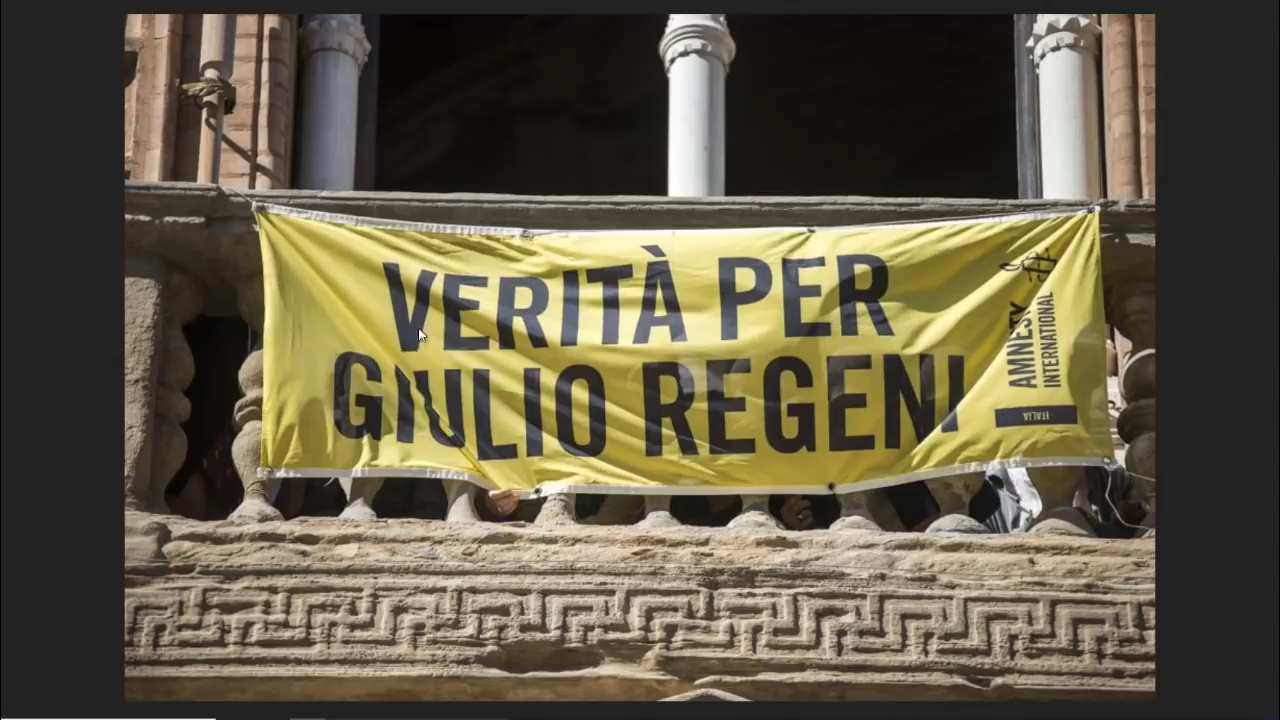 VERITÀ PER
GIULIO REGENI
AMNESTY
INTERNATIONAL
ITALIA